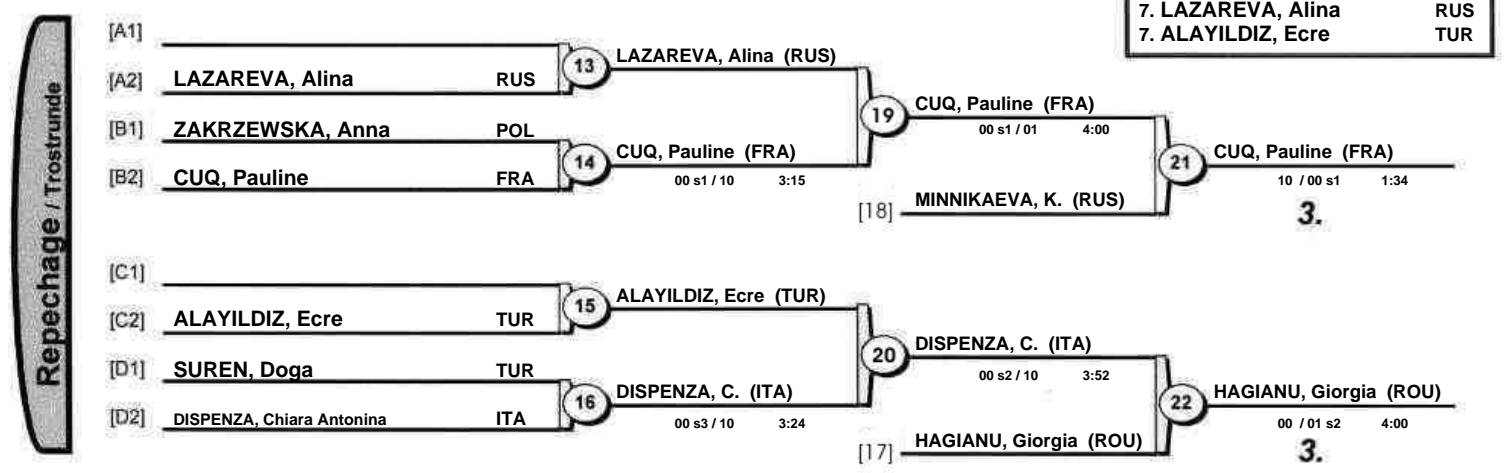 7. LAZAREVA, Alina RUS
7. ALAYILDIZ, Ecre TUR
Repechage / Trostrunde
[A1]
[A2] LAZAREVA, Alina RUS
13 LAZAREVA, Alina (RUS)
[B1] ZAKRZEWSKA, Anna POL
[B2] CUQ, Pauline FRA
14 CUQ, Pauline (FRA)
00 s1 / 10 3:15
19 CUQ, Pauline (FRA)
00 s1 / 01 4:00
[18] MINNIKAEVA, K. (RUS)
21 CUQ, Pauline (FRA)
10 / 00 s1 1:34
3.
[C1]
[C2] ALAYILDIZ, Ecre TUR
15 ALAYILDIZ, Ecre (TUR)
[D1] SUREN, Doga TUR
[D2] DISPENZA, Chiara Antonina ITA
16 DISPENZA, C. (ITA)
00 s3 / 10 3:24
20 DISPENZA, C. (ITA)
00 s2 / 10 3:52
[17] HAGIANU, Giorgia (ROU)
22 HAGIANU, Giorgia (ROU)
00 / 01 s2 4:00
3.